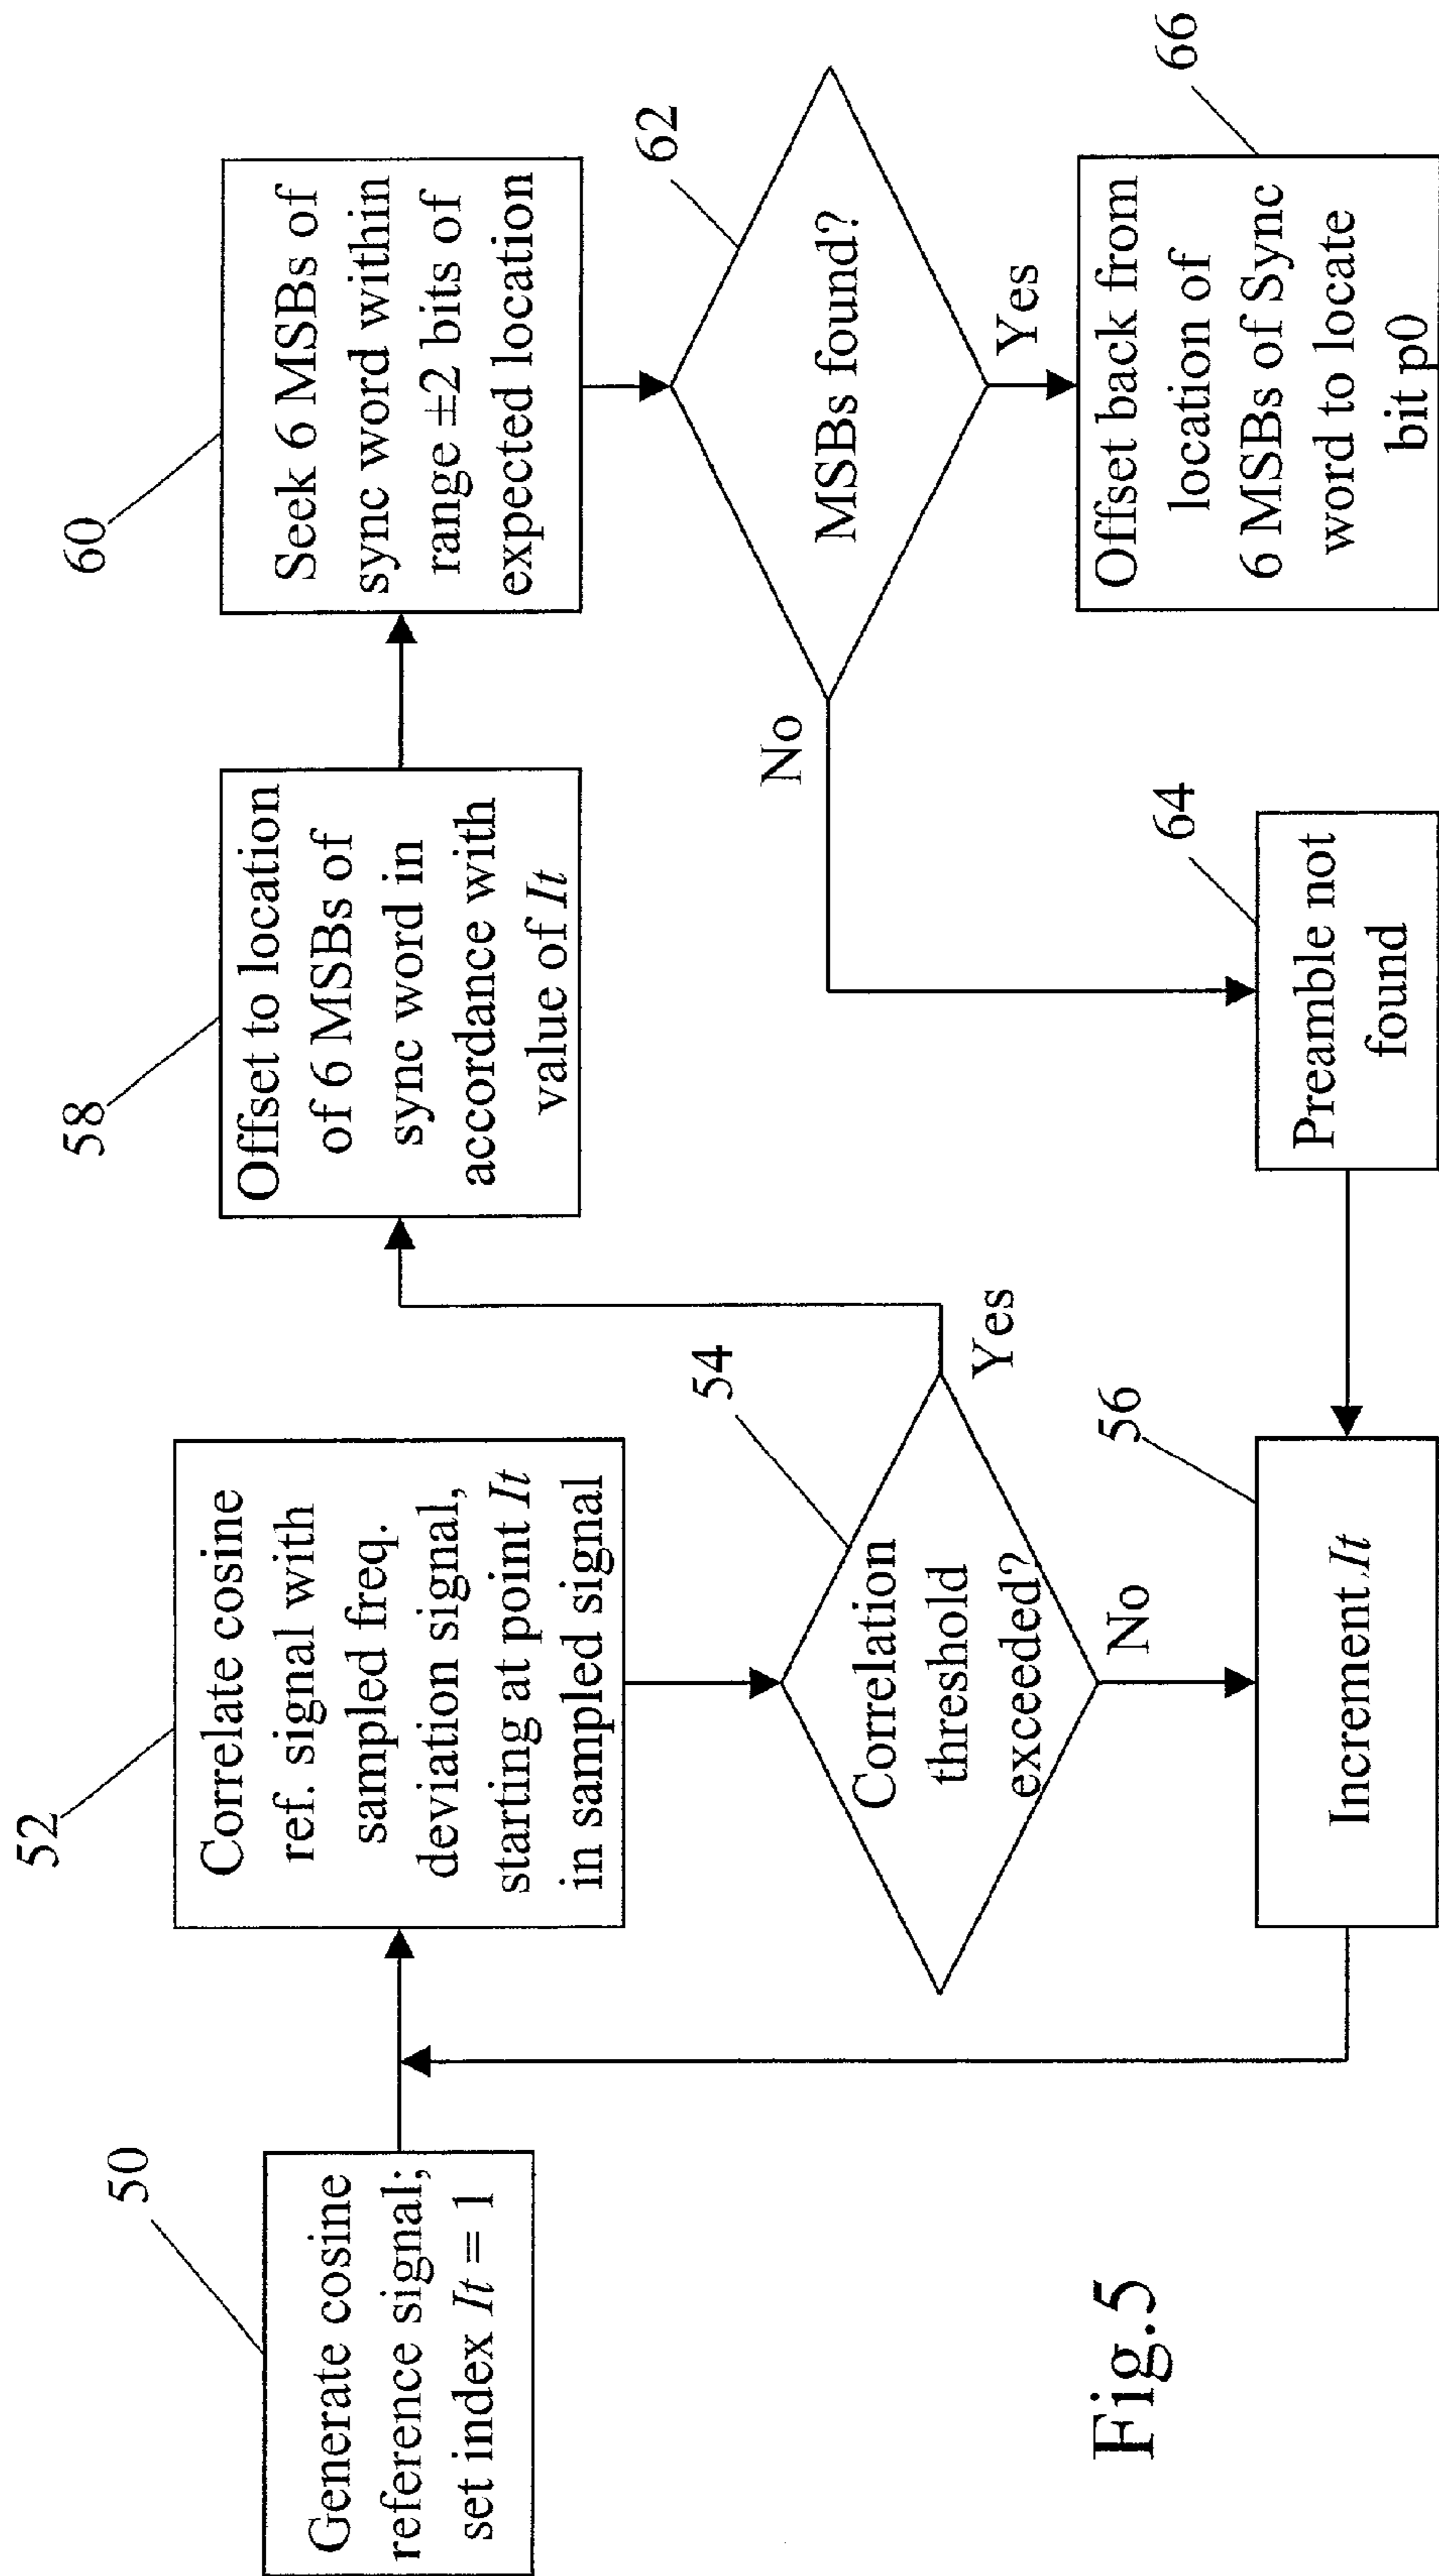 50
Generate cosine
reference signal;
set index It = 1
52
Correlate cosine
ref. signal with
sampled freq.
deviation signal,
starting at point It
in sampled signal
54
Correlation
threshold
exceeded?
Yes
No
56
Increment It
58
Offset to location
of 6 MSBs of
sync word in
accordance with
value of It
60
Seek 6 MSBs of
sync word within
range ±2 bits of
expected location
62
MSBs found?
No
Yes
64
Preamble not
found
66
Offset back from
location of
6 MSBs of Sync
word to locate
bit p0
Fig.5